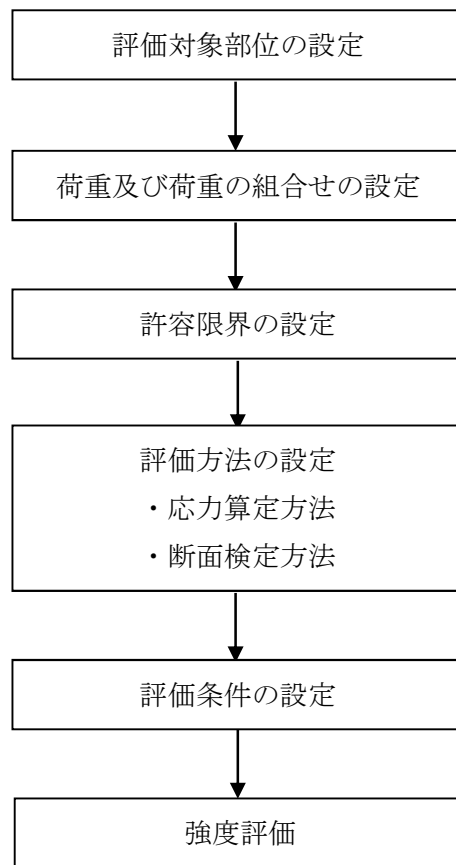 評価対象部位の設定
荷重及び荷重の組合せの設定
許容限界の設定
評価方法の設定
・応力算定方法
・断面検定方法
評価条件の設定
強度評価